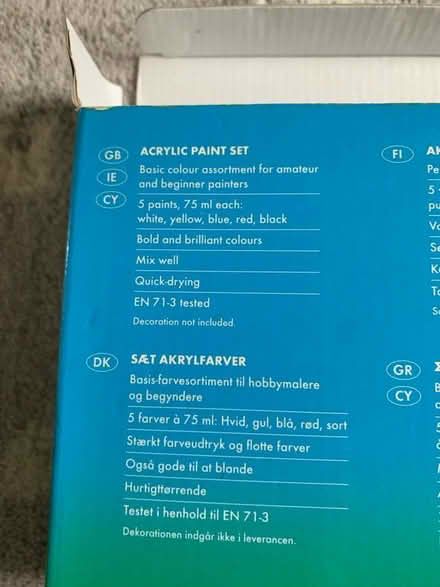 GB
IE
CY
ACRYLIC PAINT SET
Basic colour assortment for amateur
and beginner painters
5 paints, 75 ml each:
white, yellow, blue, red, black
Bold and brilliant colours
Mix well
Quick-drying
EN 71-3 tested
Decoration not included.
DK
SÆT AKRYLFARVER
Basis-farvesortiment til hobbymalere
og begyndere
5 farver à 75 ml: Hvid, gul, blå, rød, sort
Stærkt farveudtryk og flotte farver
Også gode til at blande
Hurtigttørrende
Testet i henhold til EN 71-3
Dekorationen indgår ikke i leverancen.
FI
GR
CY